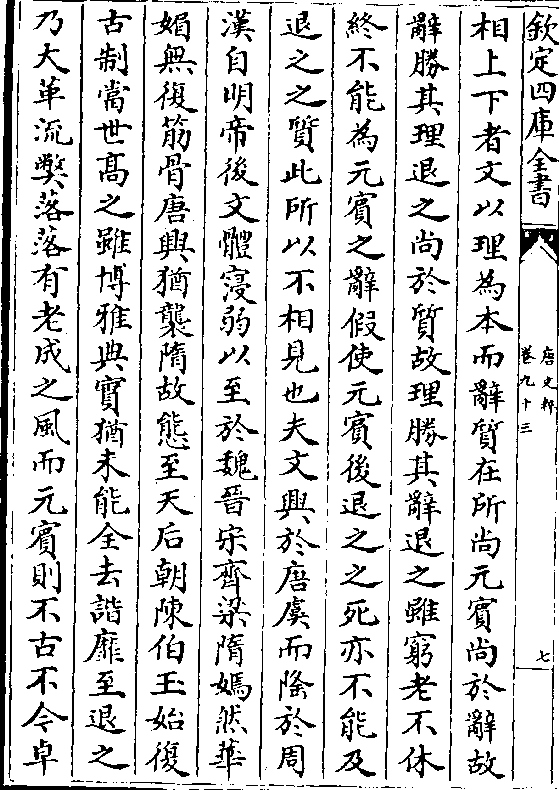 欽定四庫全書
唐文粹
卷九十三
七
相上下者文以理為本而辭質在所尚元賓尚於辭故
辭勝其理退之尚於質故理勝其辭退之雖窮老不休
終不能為元賓之辭假使元賓後退之之死亦不能及
退之之質此所以不相見也夫文興於唐虞而隆於周
漢自明帝後文體寖弱以至於魏晉宋齊梁隋嫣然華
媚無復筋骨唐興猶襲隋故態至天后朝陳伯玉始復
古制當世髙之雖博雅典實猶未能全去諧靡至退之
乃大革流弊落落有老成之風而元賓則不古不今卓